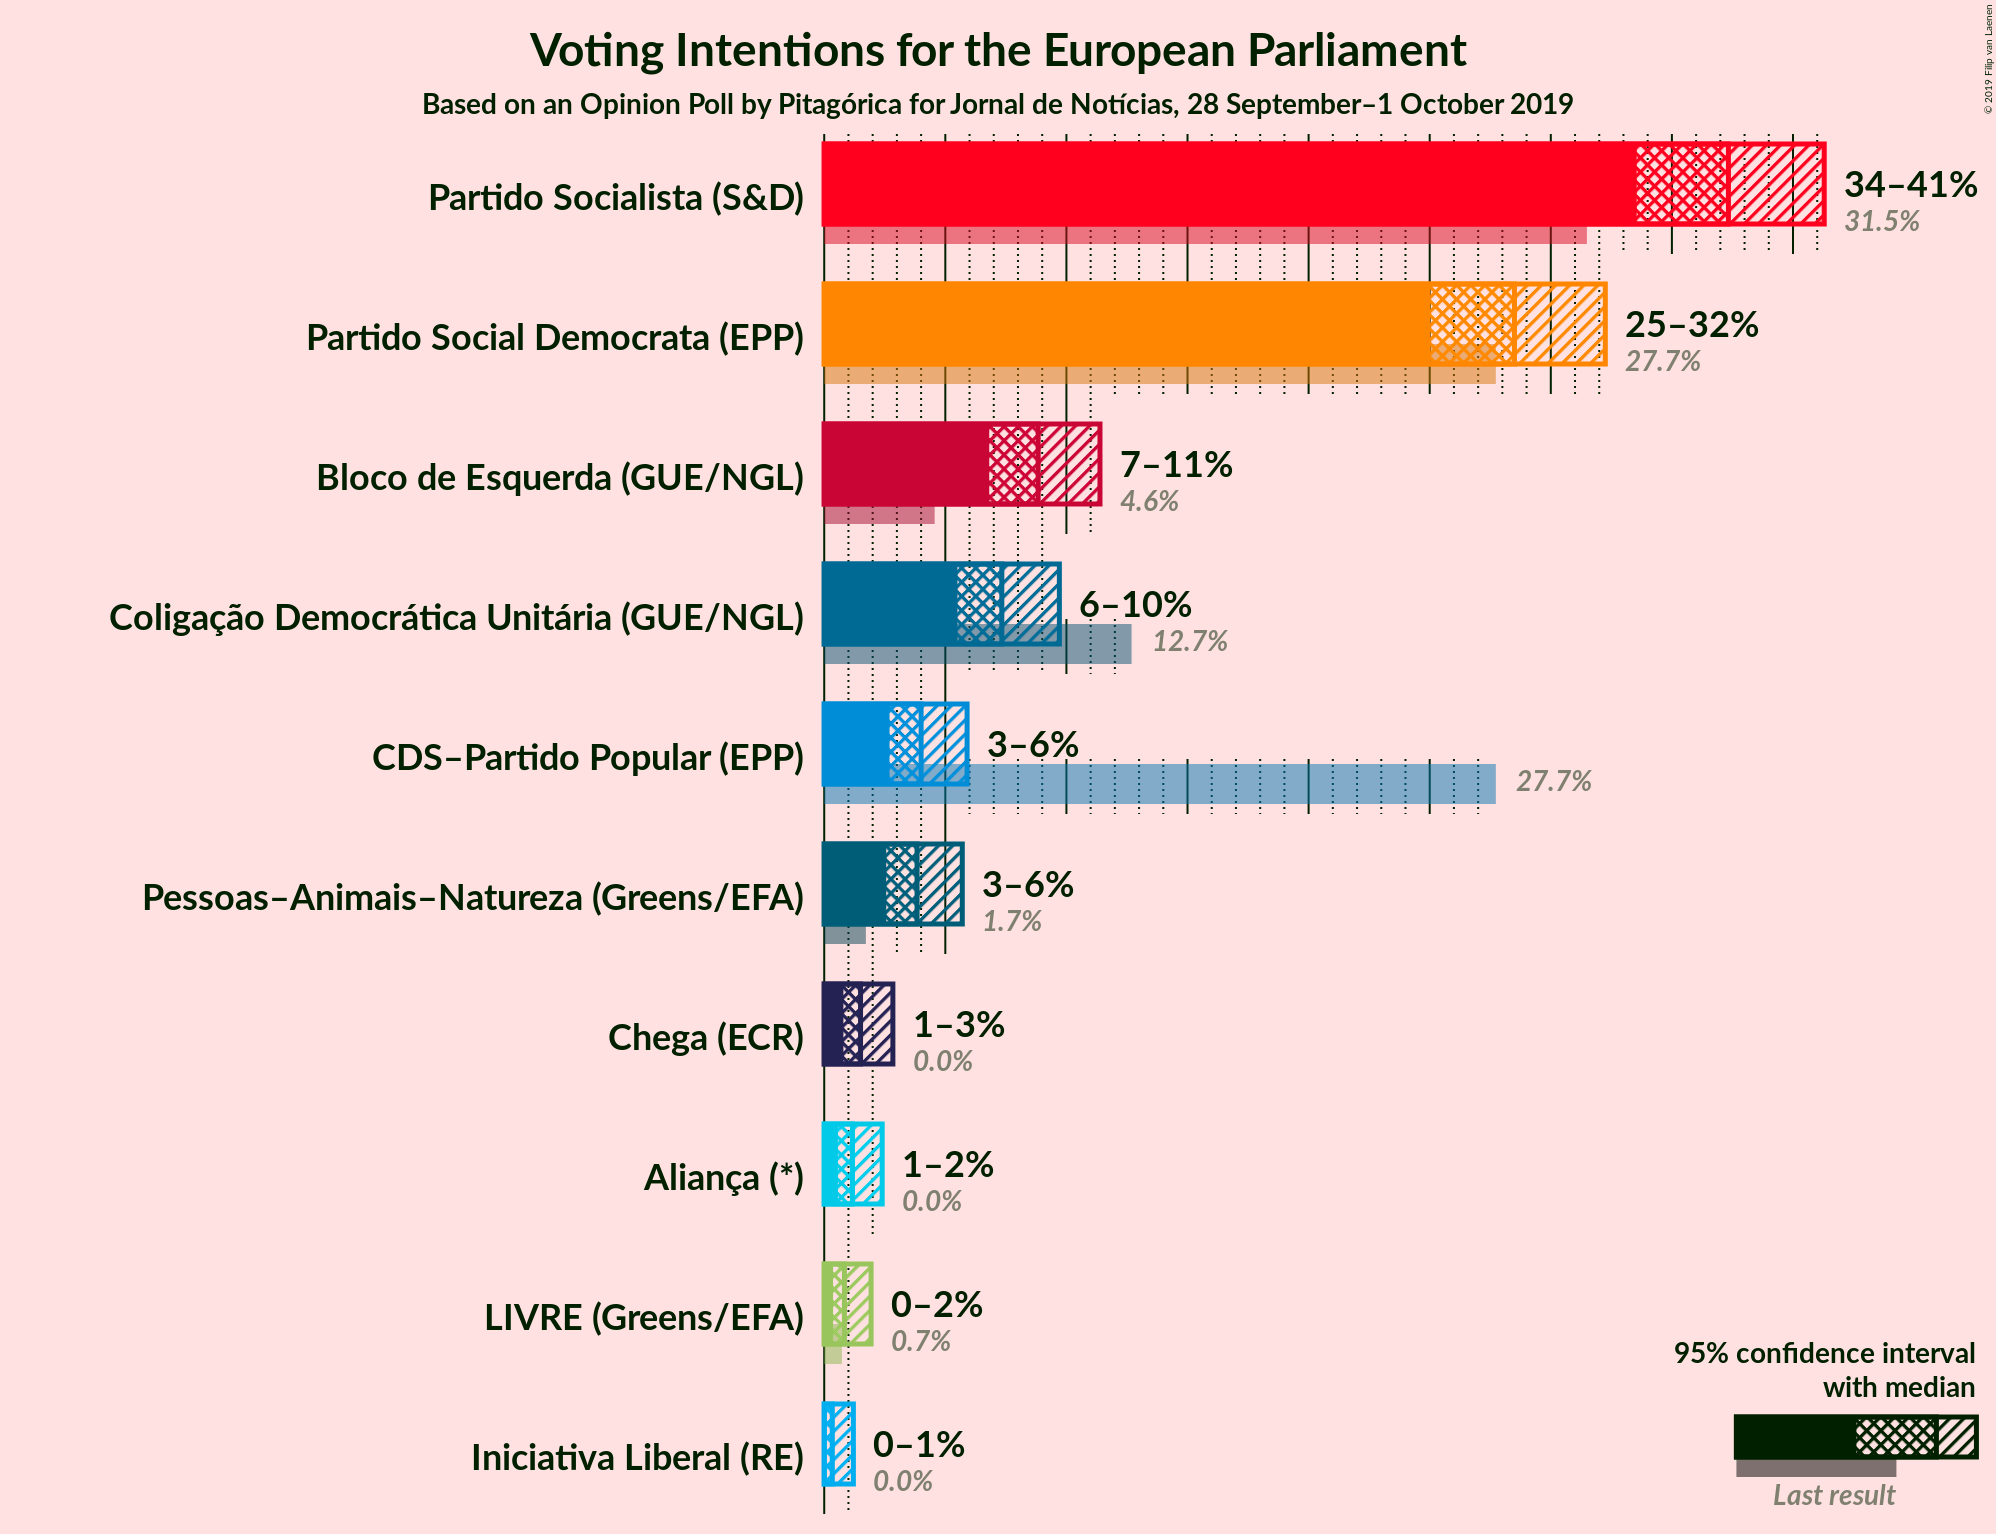 Voting Intentions for the European Parliament
Based on an Opinion Poll by Pitagórica for Jornal de Notícias, 28 September–1 October 2019
© 2019 Filip van Laenen
Partido Socialista (S&D)
34–41%
31.5%
Partido Social Democrata (EPP)
25–32%
27.7%
Bloco de Esquerda (GUE/NGL)
7–11%
4.6%
Coligação Democrática Unitária (GUE/NGL)
6–10%
12.7%
CDS–Partido Popular (EPP)
3–6%
27.7%
Pessoas–Animais–Natureza (Greens/EFA)
3–6%
1.7%
Chega (ECR)
1–3%
0.0%
Aliança (*)
1–2%
0.0%
LIVRE (Greens/EFA)
0–2%
0.7%
Iniciativa Liberal (RE)
0–1%
0.0%
95% confidence interval
with median
Last result